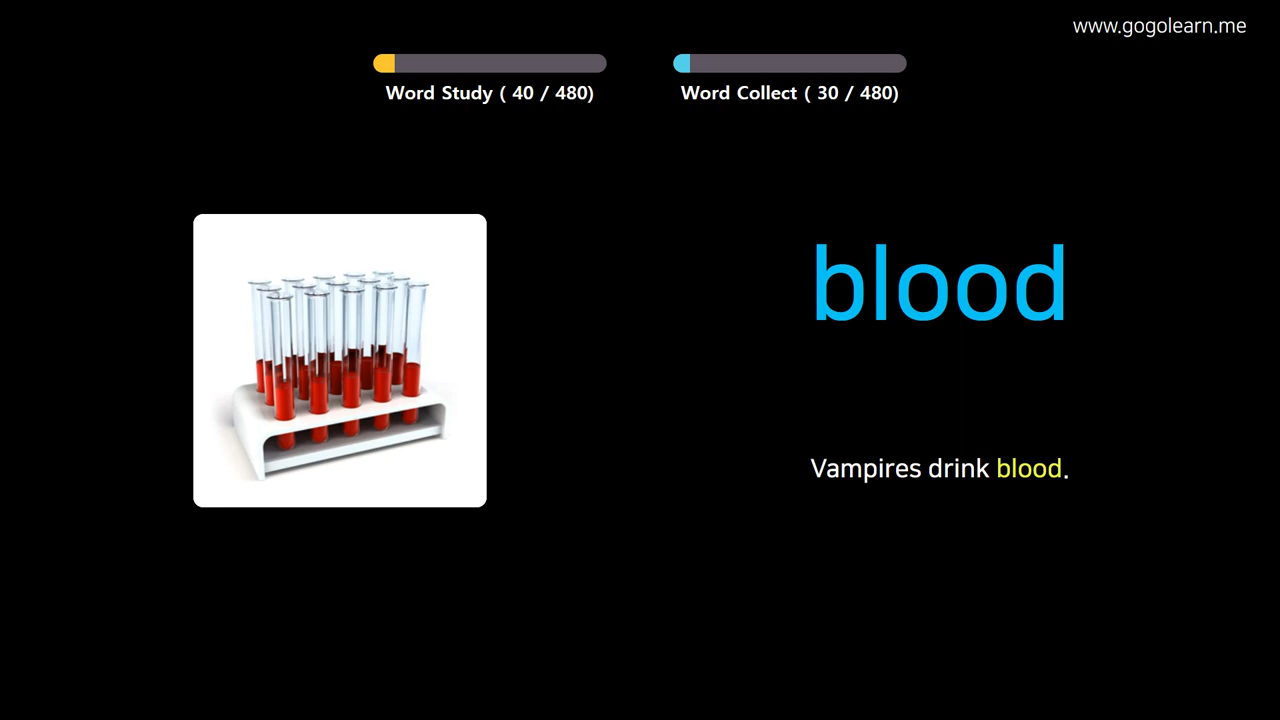 www.gogolearn.me
Word Study ( 40 / 480)
Word Collect ( 30 / 480)
blood
Vampires drink blood.